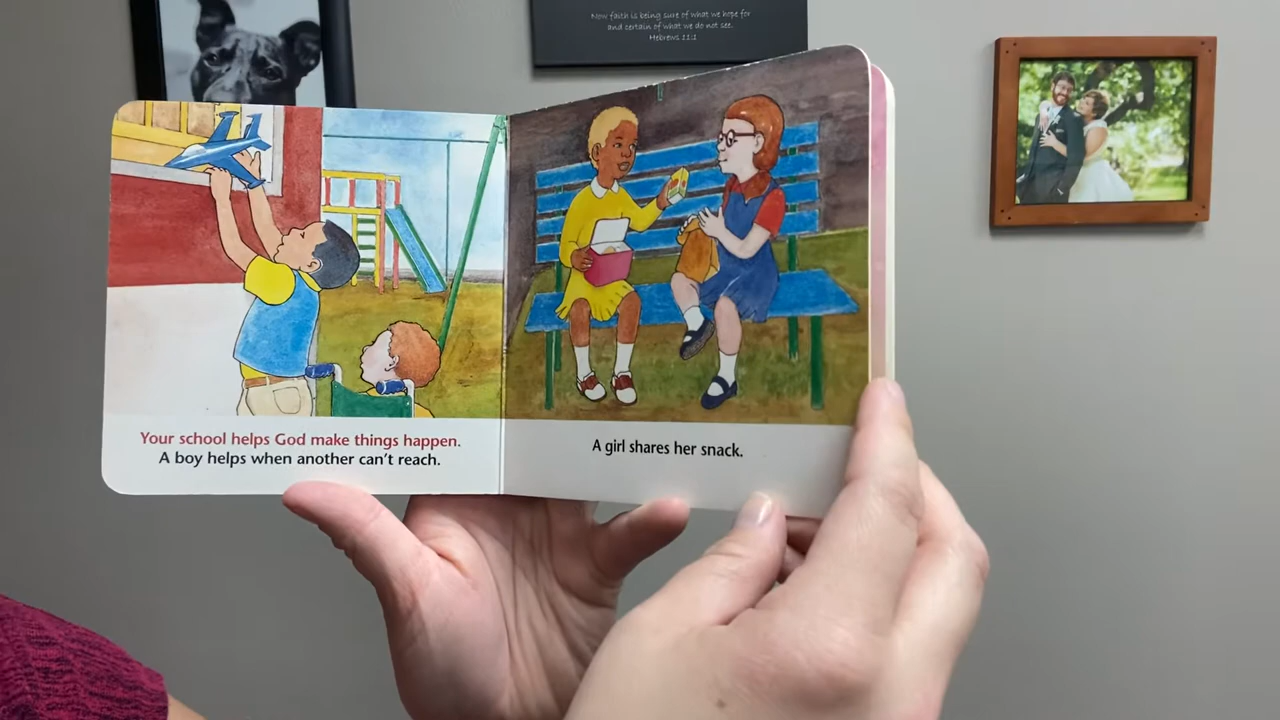 Now faith is being sure of what we hope for
and certain of what we do not see.
Hebrews 11:1
Your school helps God make things happen.
A boy helps when another can't reach.
A girl shares her snack.